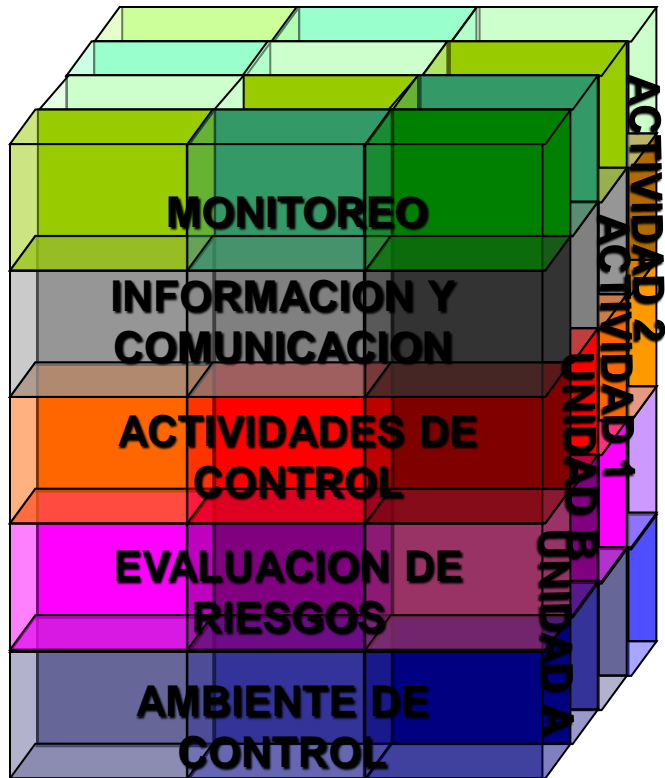 MONITOREO
INFORMACION Y
COMUNICACION
ACTIVIDADES DE
CONTROL
EVALUACION DE
RIESGOS
AMBIENTE DE
CONTROL
UNIDAD A
UNIDAD B
ACTIVIDAD 1
ACTIVIDAD 2